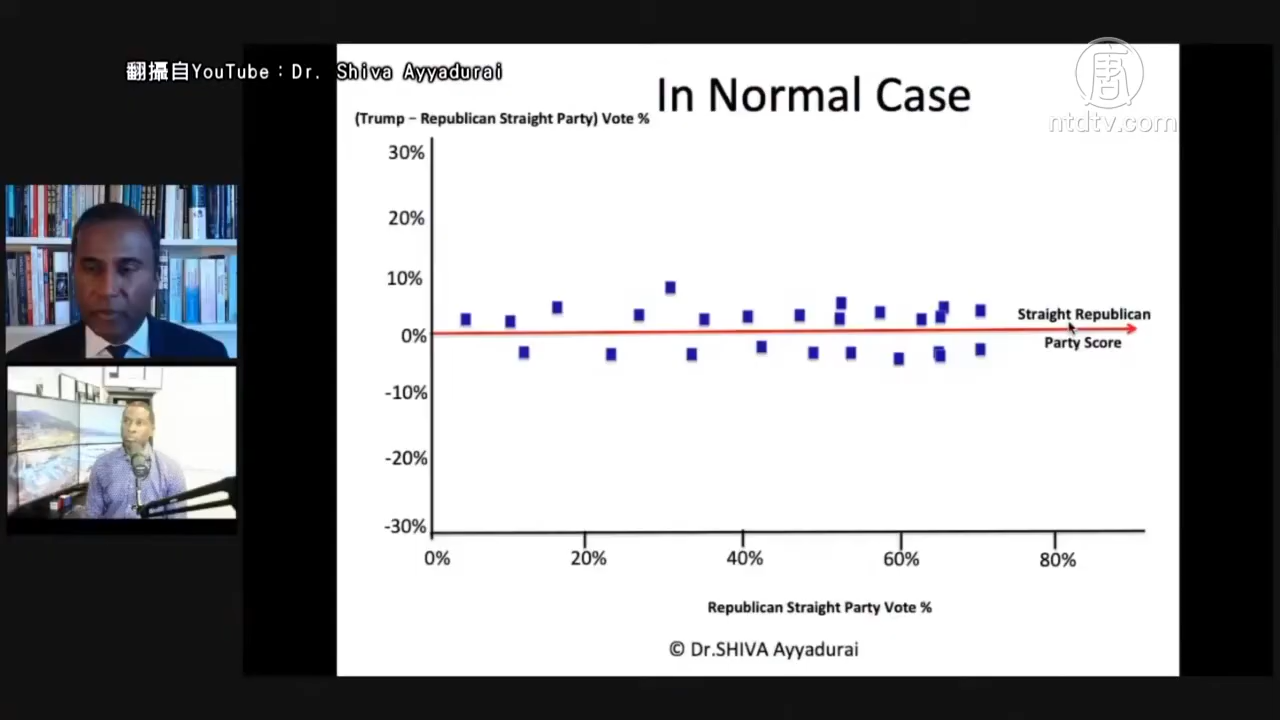 翻攝自YouTube：Dr. Shiva Ayyadurai
唐
ntdtv.com
In Normal Case
(Trump – Republican Straight Party) Vote %
30%
20%
10%
0%
-10%
-20%
-30%
Straight Republican
Party Score
0%
20%
40%
60%
80%
Republican Straight Party Vote %
© Dr.SHIVA Ayyadurai